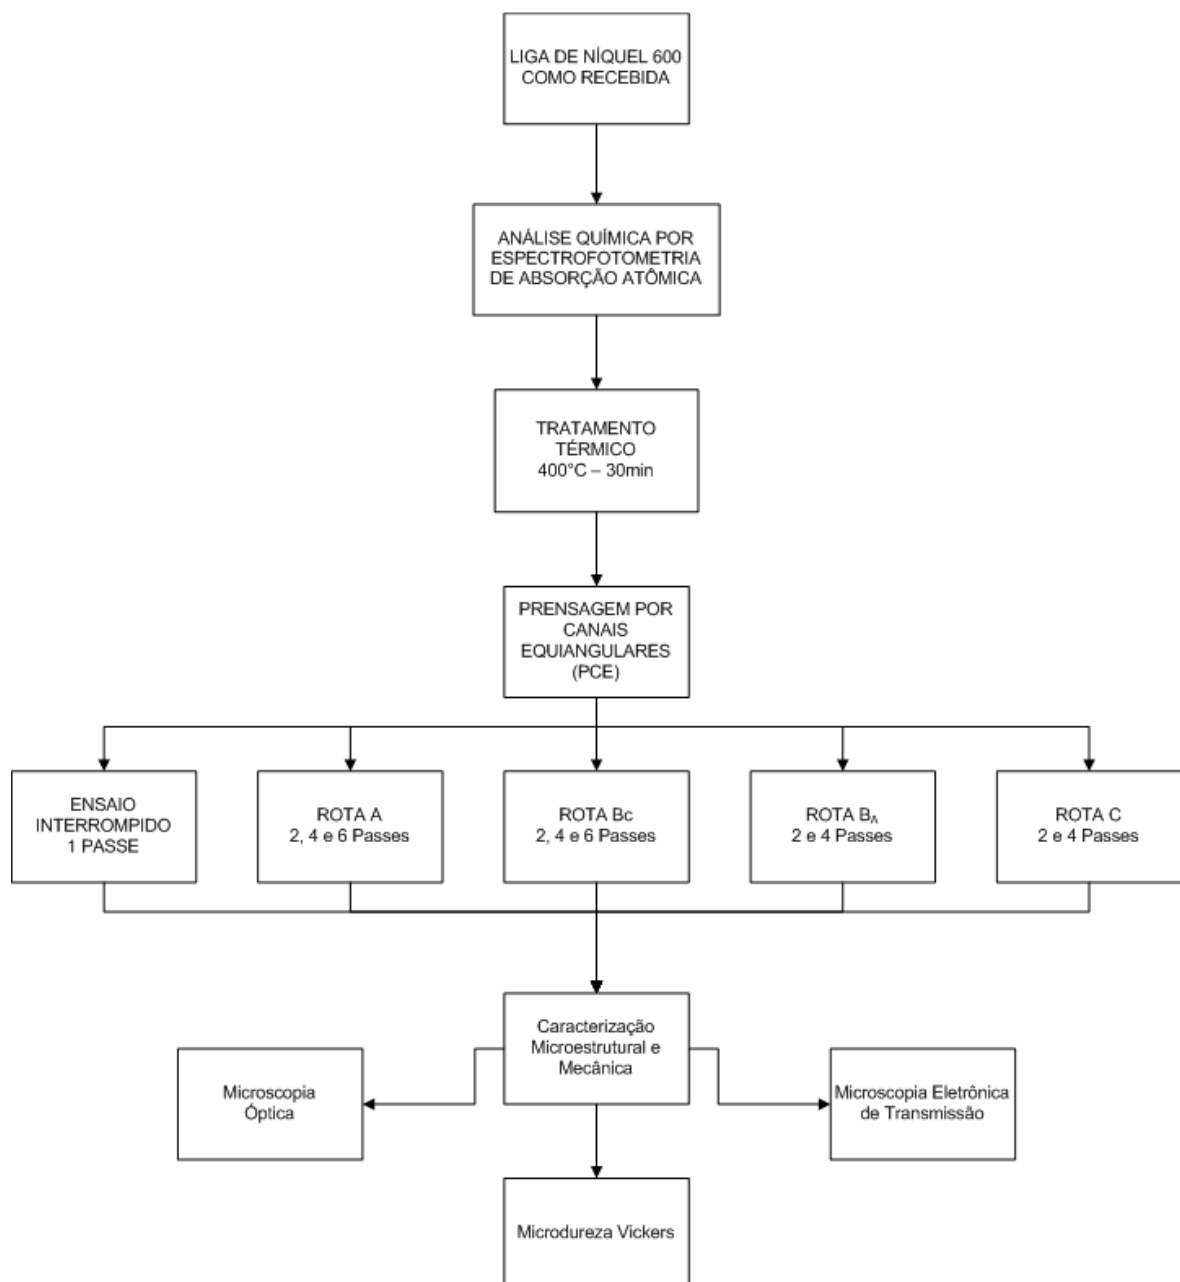 LIGA DE NÍQUEL 600
COMO RECEBIDA
ANÁLISE QUÍMICA POR
ESPECTROFOTOMETRIA
DE ABSORÇÃO ATÔMICA
TRATAMENTO
TÉRMICO
400°C – 30min
PRENSAGEM POR
CANAIS
EQUIANGULARES
(PCE)
ENSAIO
INTERROMPIDO
1 PASSE
ROTA A
2, 4 e 6 Passes
ROTA Bc
2, 4 e 6 Passes
ROTA BA
2 e 4 Passes
ROTA C
2 e 4 Passes
Caracterização
Microestrutural e
Mecânica
Microscopia
Óptica
Microscopia Eletrônica
de Transmissão
Microdureza Vickers